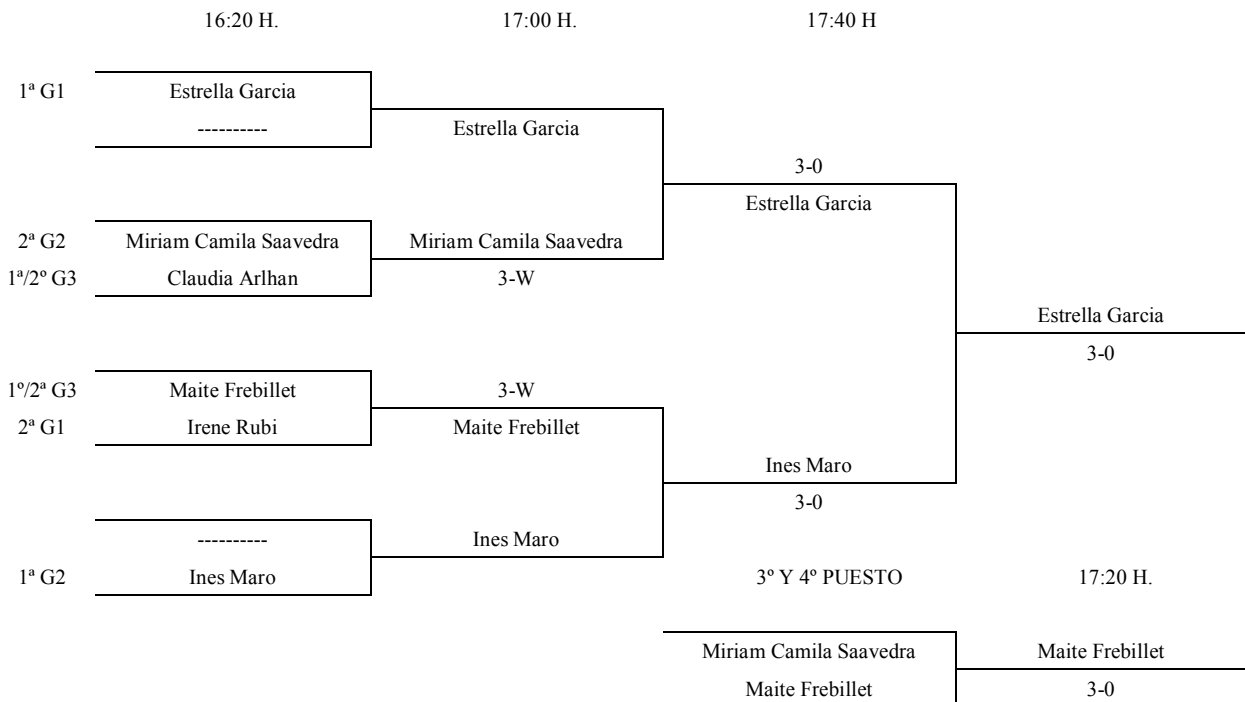 16:20 H. 17:00 H. 17:40 H
1ª G1 Estrella Garcia
---------- Estrella Garcia
3-0
Estrella Garcia
2ª G2 Miriam Camila Saavedra Miriam Camila Saavedra
1ª/2º G3 Claudia Arlhan 3-W
Estrella Garcia
3-0
1º/2ª G3 Maite Frebillet 3-W
2ª G1 Irene Rubi Maite Frebillet
Ines Maro
3-0
---------- Ines Maro
1ª G2 Ines Maro 3º Y 4º PUESTO 17:20 H.
Miriam Camila Saavedra Maite Frebillet
Maite Frebillet 3-0